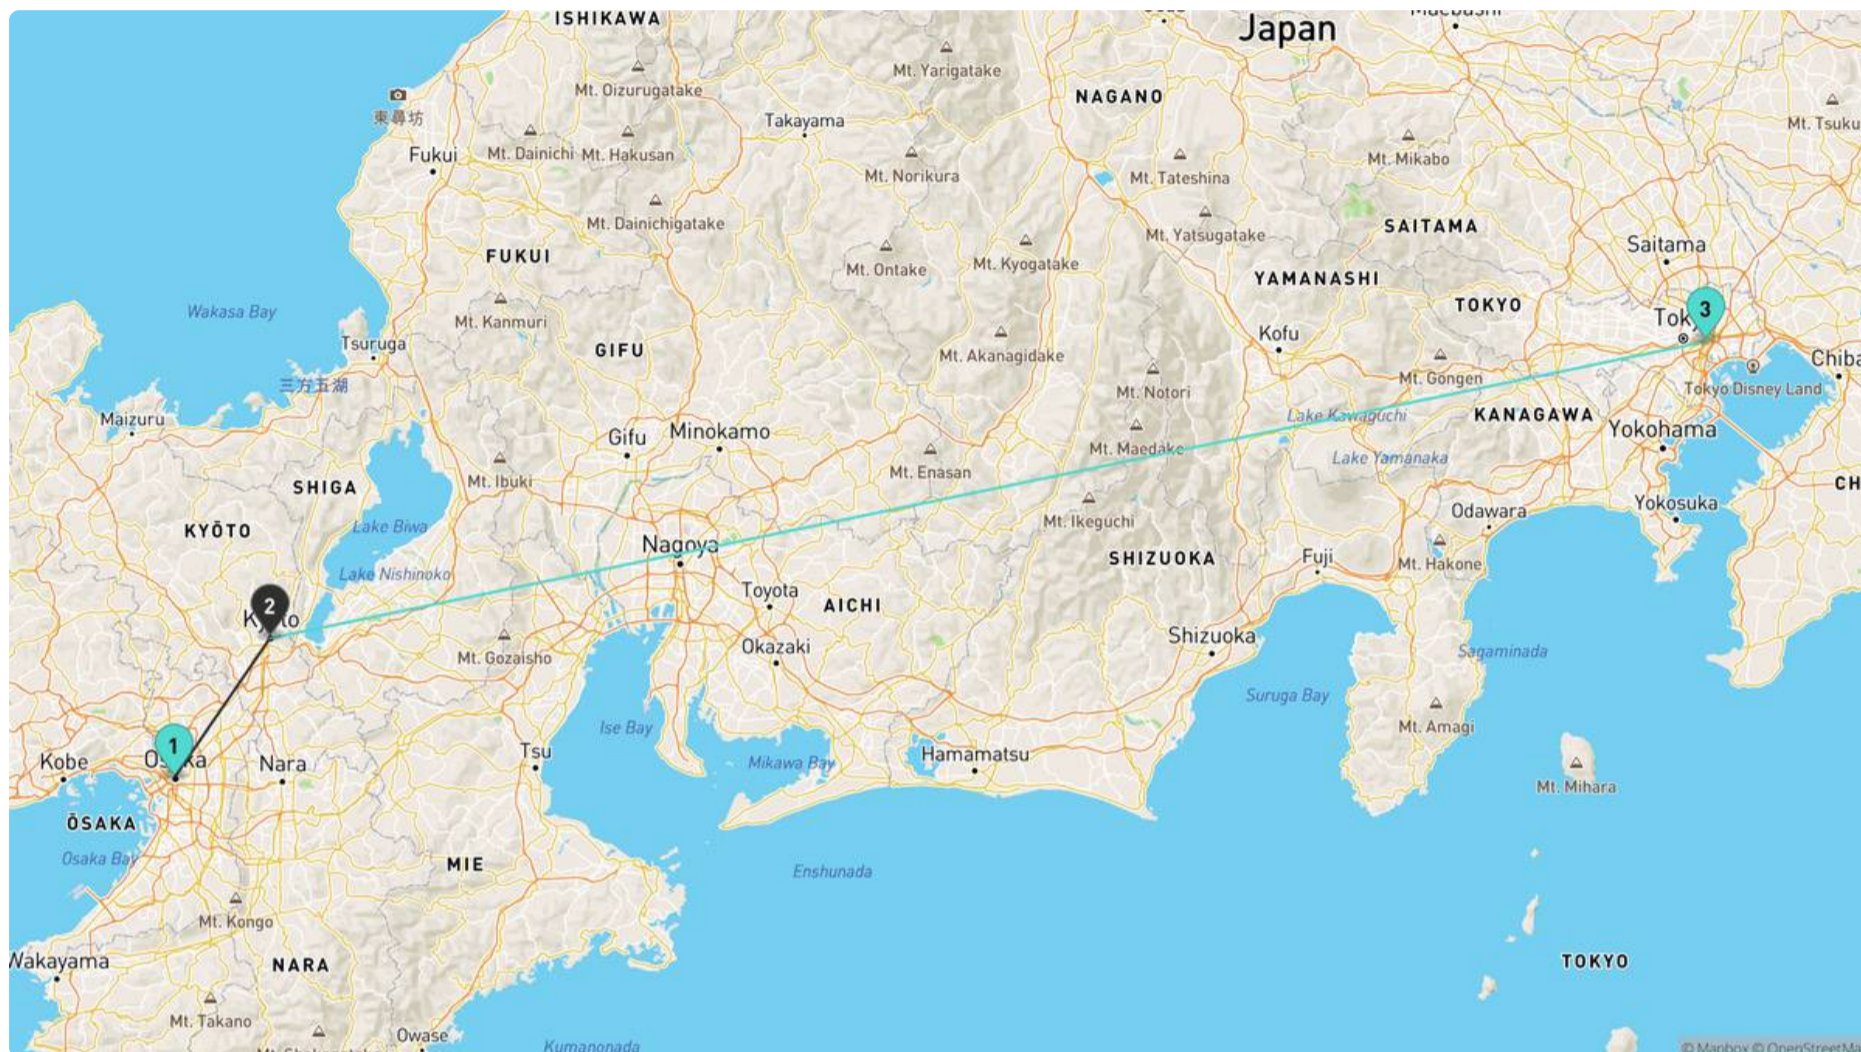 ISHIKAWA
Japan
Mt. Yarigatake
Mt. Oizurugatake
NAGANO
東尋坊
Takayama
Mt. Tsuku
Fukui
Mt. Dainichi
Mt. Hakusan
Mt. Norikura
Mt. Tateshina
Mt. Mikabo
Mt. Dainichigatake
Mt. Yatsugatake
SAITAMA
Saitama
FUKUI
Mt. Ontake
Mt. Kyogatake
YAMANASHI
TOKYO
Wakasa Bay
Mt. Kanmuri
3
Tok
Tsuruga
GIFU
Mt. Akanagidake
Kofu
Chiba
三方五湖
Mt. Notori
Mt. Gongen
Tokyo Disney Land
Maizuru
Gifu
Minokamo
Lake Kawaguchi
KANAGAWA
Yokohama
Mt. Maedake
Lake Yamanaka
Mt. Ibuki
Mt. Enasan
SHIGA
CH
Yokosuka
Odawara
KYŌTO
Lake Biwa
Mt. Ikeguchi
Nagoya
SHIZUOKA
Fuji
Mt. Hakone
Lake Nishinoko
Toyota
AICHI
2
K to
Okazaki
Shizuoka
Mt. Gozaisho
Sagaminada
Suruga Bay
Ise Bay
Mt. Amagi
1
Kobe
O ka
Nara
Tsu
Mikawa Bay
Hamamatsu
Mt. Mihara
ŌSAKA
Osaka Bay
MIE
Enshunada
Mt. Kongo
Wakayama
NARA
TOKYO
Mt. Takano
Owase
Kumanonada
© Mapbox © OpenStreetMa